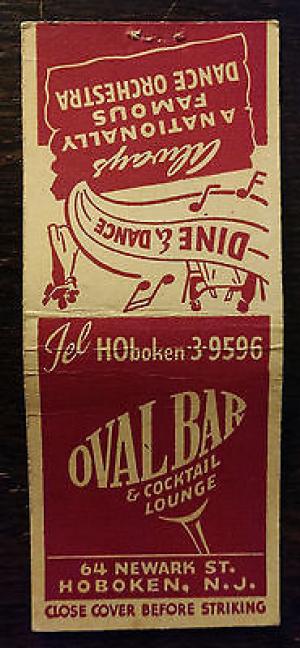 Always
A NATIONALLY
FAMOUS
DANCE ORCHESTRA
DINE & DANCE
Tel HOboken 3-9596
OVAL BAR
& COCKTAIL
LOUNGE
64 NEWARK ST.
HOBOKEN, N.J.
CLOSE COVER BEFORE STRIKING